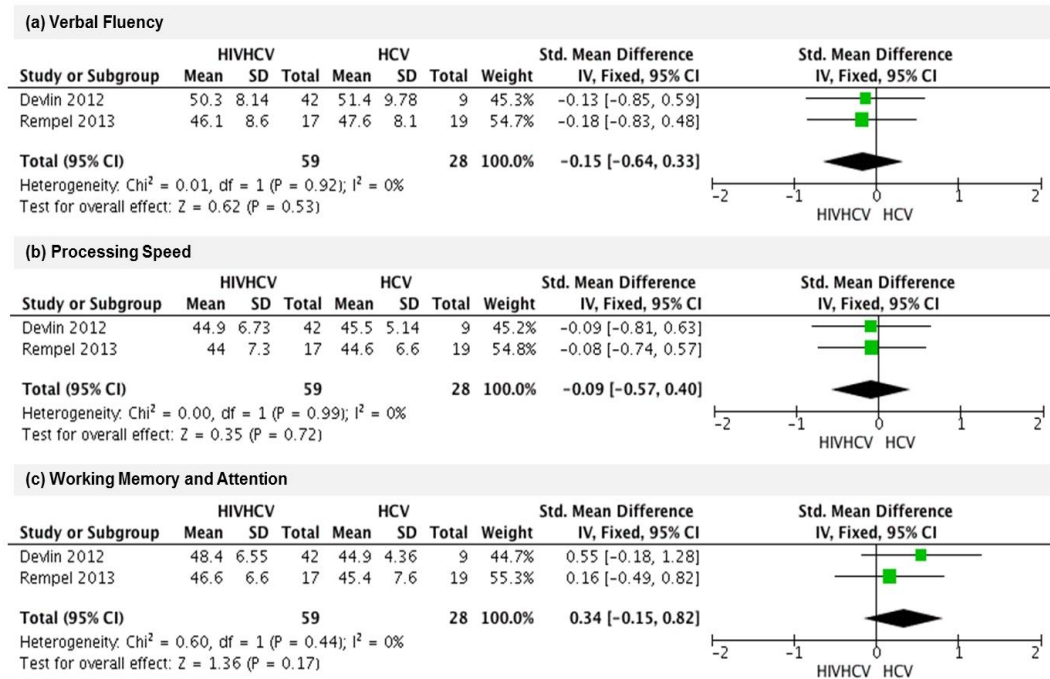 (a) Verbal Fluency
HIVHCV HCV Std. Mean Difference Std. Mean Difference
Study or Subgroup Mean SD Total Mean SD Total Weight IV, Fixed, 95% CI IV, Fixed, 95% CI
Devlin 2012 50.3 8.14 42 51.4 9.78 9 45.3% -0.13 [-0.85, 0.59]
Rempel 2013 46.1 8.6 17 47.6 8.1 19 54.7% -0.18 [-0.83, 0.48]
Total (95% CI) 59 28 100.0% -0.15 [-0.64, 0.33]
Heterogeneity: Chi² = 0.01, df = 1 (P = 0.92); I² = 0%
Test for overall effect: Z = 0.62 (P = 0.53)
-2 -1 0 1 2
HIVHCV HCV
(b) Processing Speed
HIVHCV HCV Std. Mean Difference Std. Mean Difference
Study or Subgroup Mean SD Total Mean SD Total Weight IV, Fixed, 95% CI IV, Fixed, 95% CI
Devlin 2012 44.9 6.73 42 45.5 5.14 9 45.2% -0.09 [-0.81, 0.63]
Rempel 2013 44 7.3 17 44.6 6.6 19 54.8% -0.08 [-0.74, 0.57]
Total (95% CI) 59 28 100.0% -0.09 [-0.57, 0.40]
Heterogeneity: Chi² = 0.00, df = 1 (P = 0.99); I² = 0%
Test for overall effect: Z = 0.35 (P = 0.72)
-2 -1 0 1 2
HIVHCV HCV
(c) Working Memory and Attention
HIVHCV HCV Std. Mean Difference Std. Mean Difference
Study or Subgroup Mean SD Total Mean SD Total Weight IV, Fixed, 95% CI IV, Fixed, 95% CI
Devlin 2012 48.4 6.55 42 44.9 4.36 9 44.7% 0.55 [-0.18, 1.28]
Rempel 2013 46.6 6.6 17 45.4 7.6 19 55.3% 0.16 [-0.49, 0.82]
Total (95% CI) 59 28 100.0% 0.34 [-0.15, 0.82]
Heterogeneity: Chi² = 0.60, df = 1 (P = 0.44); I² = 0%
Test for overall effect: Z = 1.36 (P = 0.17)
-2 -1 0 1 2
HIVHCV HCV